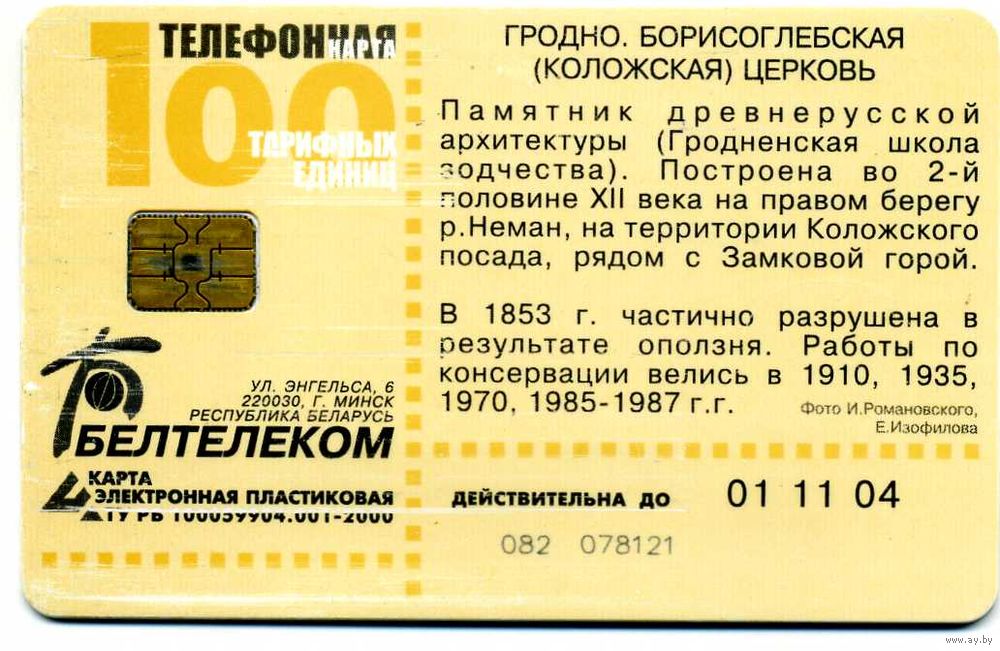 ТЕЛЕФОННАЯ
КАРТА
100
ТАРИФНЫХ
ЕДИНИЦ
ГРОДНО. БОРИСОГЛЕБСКАЯ
(КОЛОЖСКАЯ) ЦЕРКОВЬ
Памятник древнерусской
архитектуры (Гродненская школа
зодчества). Построена во 2-й
половине XII века на правом берегу
р.Неман, на территории Коложского
посада, рядом с Замковой горой.
В 1853 г. частично разрушена в
результате оползня. Работы по
консервации велись в 1910, 1935,
1970, 1985-1987 г.г.
Фото И.Романовского,
Е.Изофилова
УЛ. ЭНГЕЛЬСА, 6
220030, Г. МИНСК
РЕСПУБЛИКА БЕЛАРУСЬ
БЕЛТЕЛЕКОМ
КАРТА
ЭЛЕКТРОННАЯ ПЛАСТИКОВАЯ
ТУ РБ 100059904.001-2000
ДЕЙСТВИТЕЛЬНА ДО 01 11 04
082 078121
www.ay.by